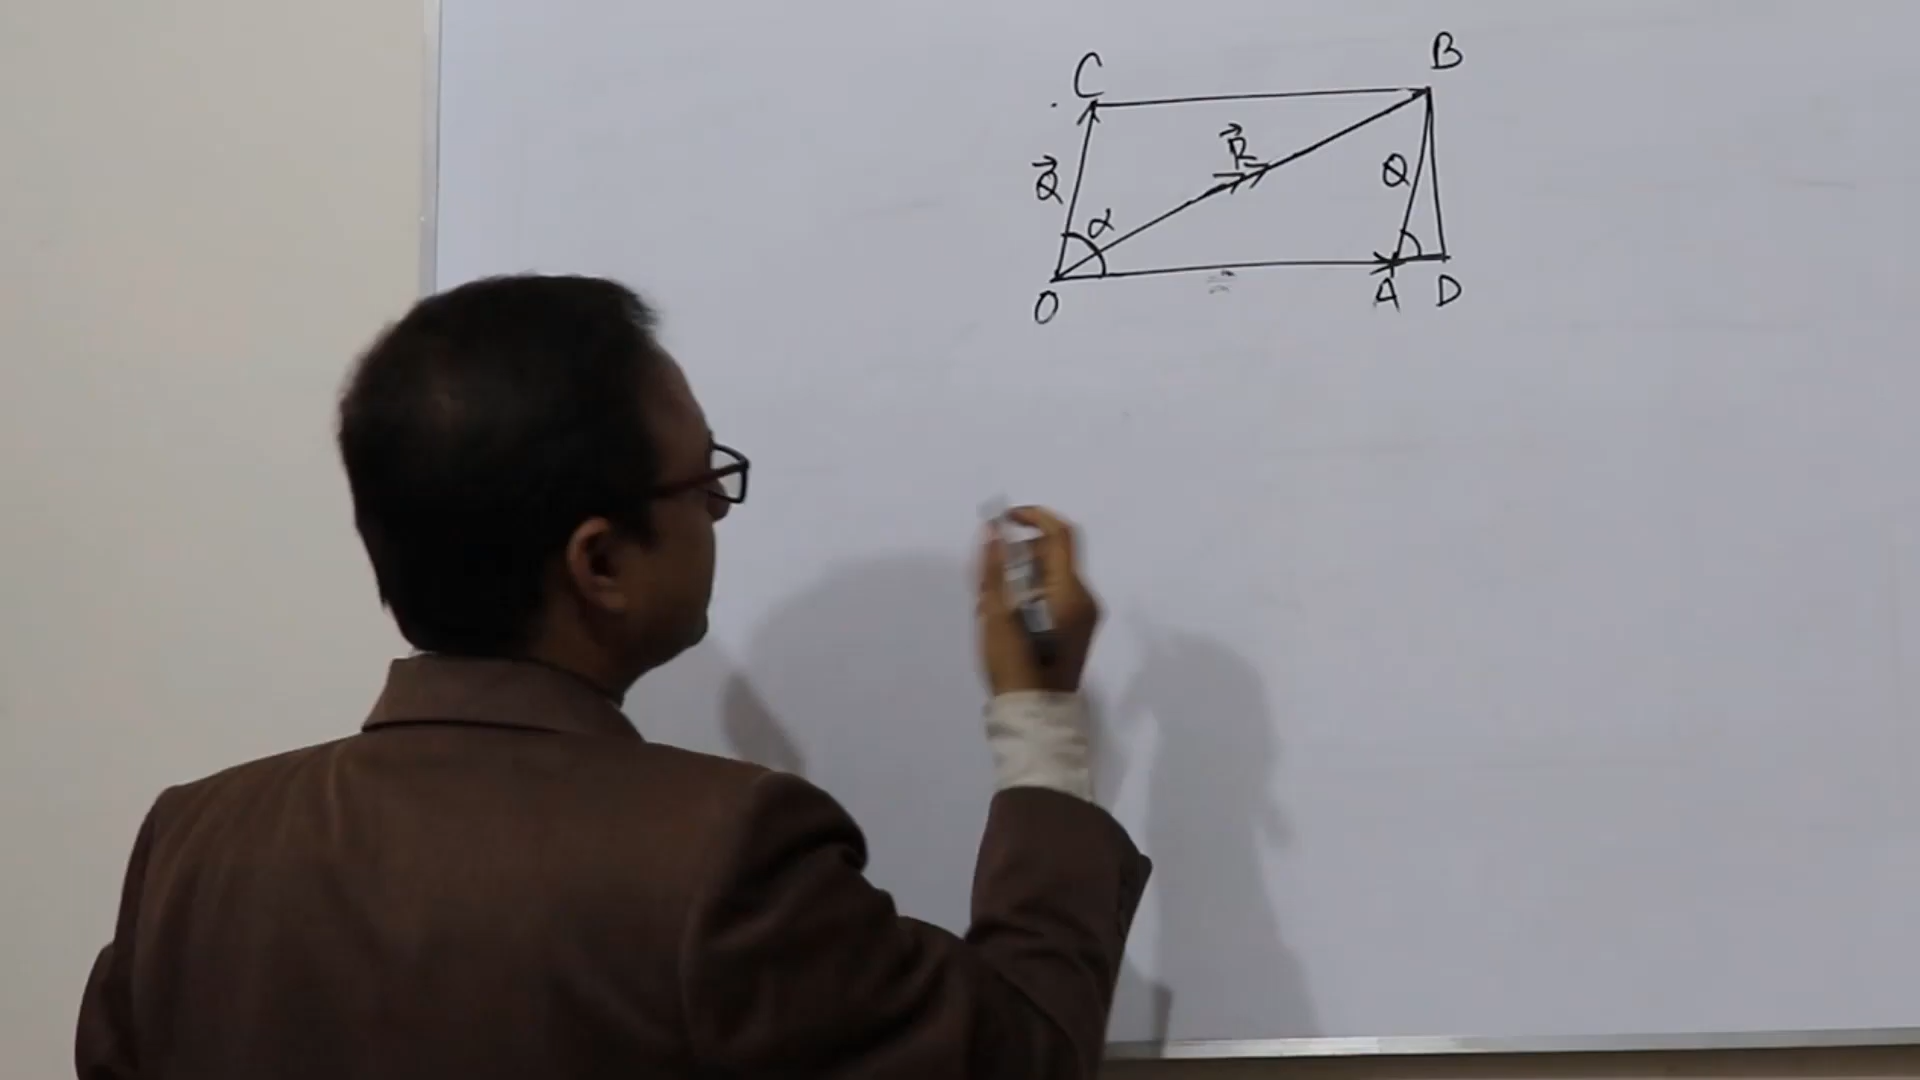 C B
Q⃗ R⃗ Q
α
O A D